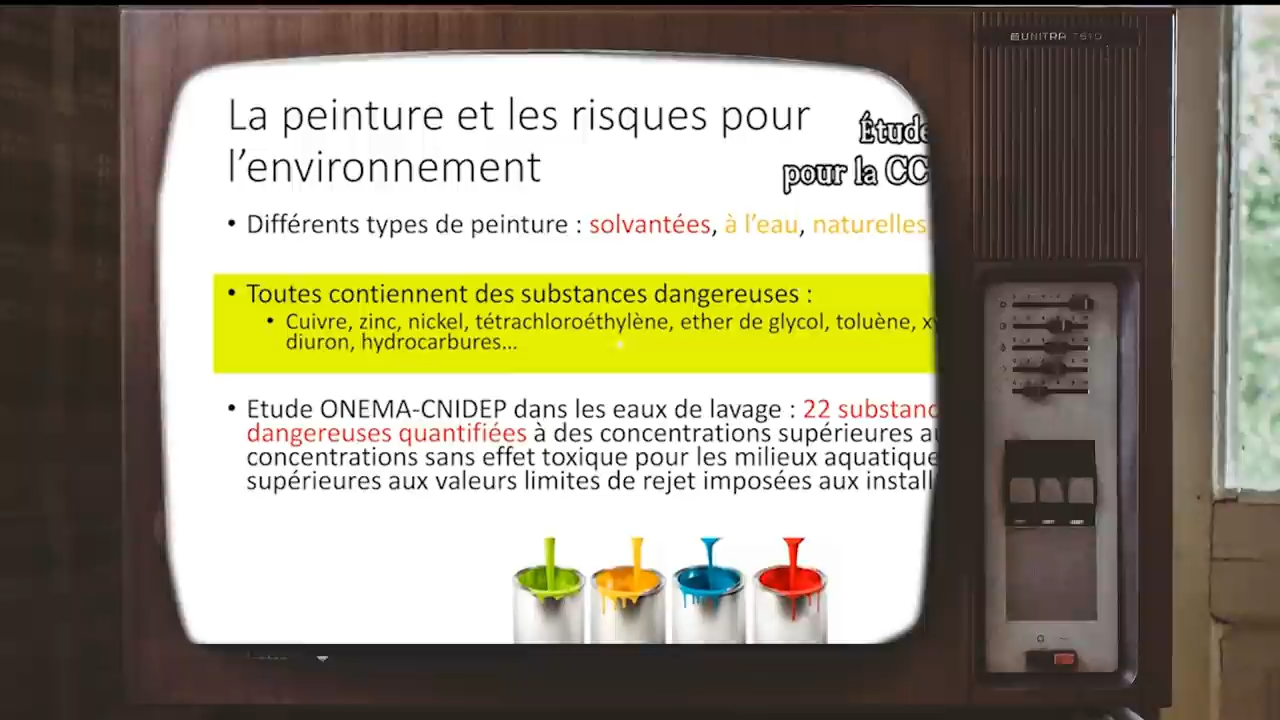 UNITRA
La peinture et les risques pour
l'environnement
Étude
pour la CC
• Différents types de peinture : solvantées, à l'eau, naturelles
• Toutes contiennent des substances dangereuses :
• Cuivre, zinc, nickel, tétrachloroéthylène, ether de glycol, toluène,
diuron, hydrocarbures...
• Etude ONEMA-CNIDEP dans les eaux de lavage : 22
dangereuses quantifiées à des concentrations supérieures
concentrations sans effet toxique pour les milieux
supérieures aux valeurs limites de rejet imposées aux